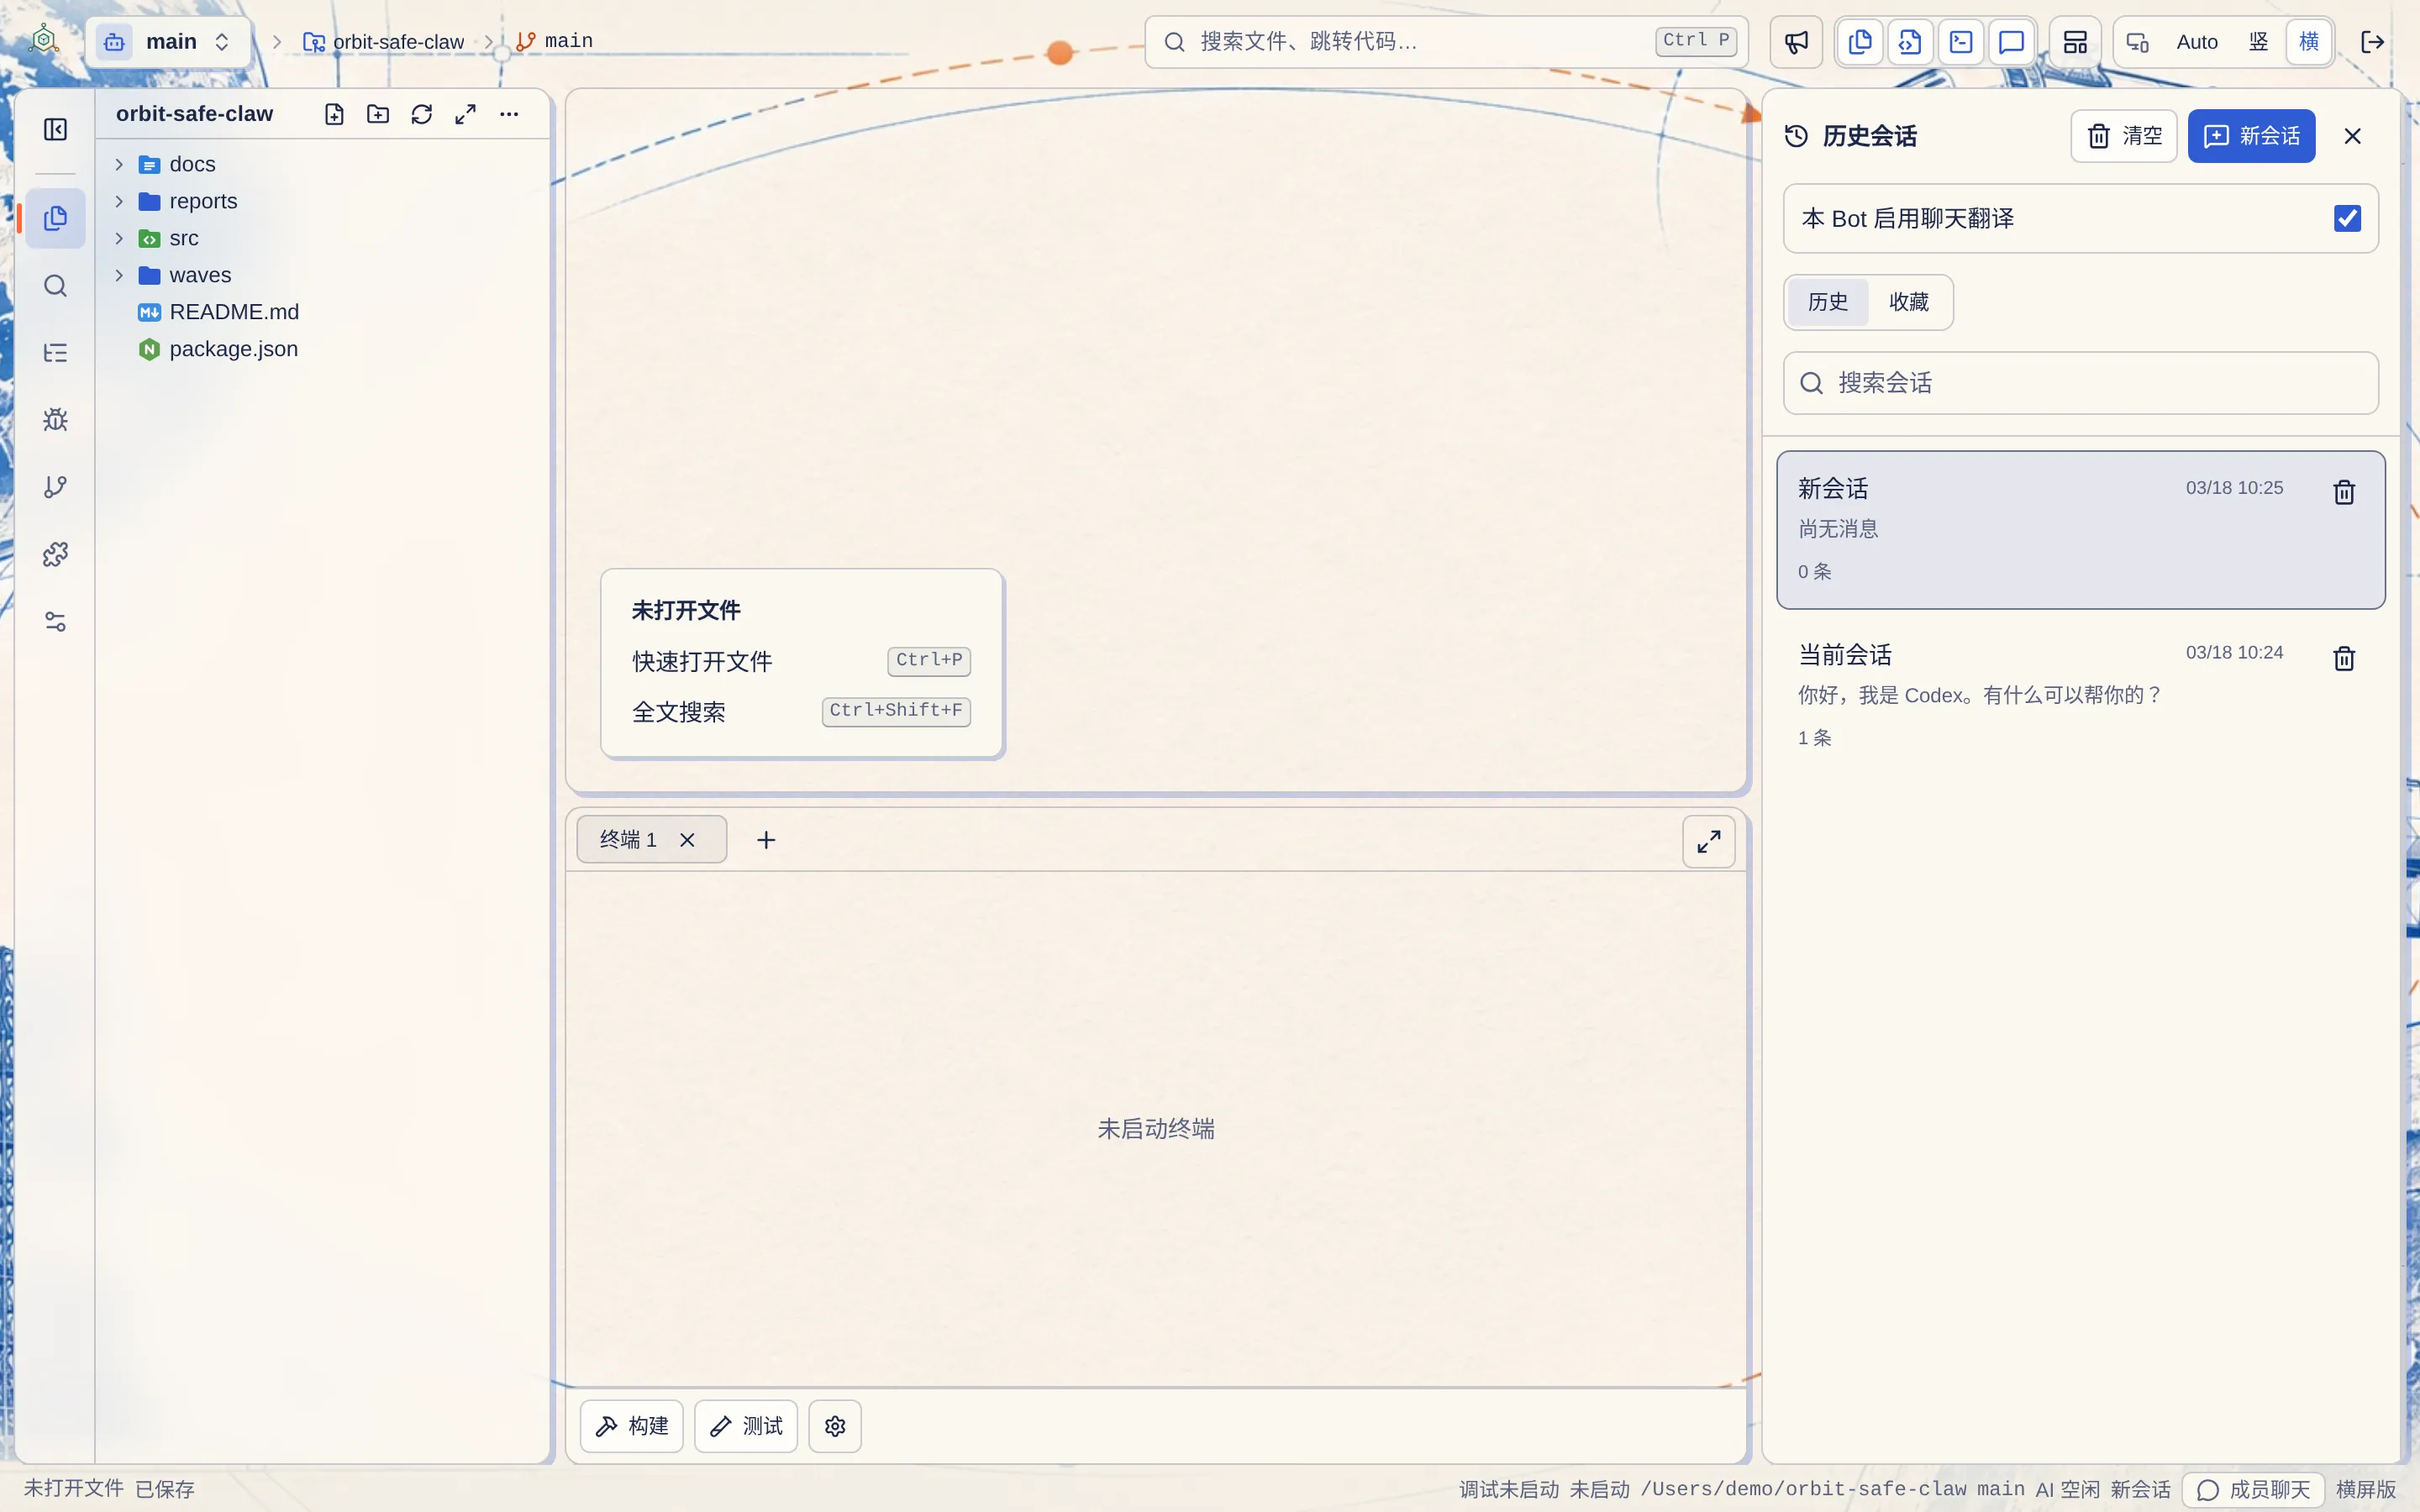 main
orbit-safe-claw
main
搜索文件、跳转代码...
Ctrl P
Auto
竖
横
orbit-safe-claw
docs
reports
src
waves
README.md
package.json
未打开文件
快速打开文件
Ctrl+P
全文搜索
Ctrl+Shift+F
终端 1
未启动终端
构建
测试
历史会话
清空
新会话
本 Bot 启用聊天翻译
历史
收藏
搜索会话
新会话
03/18 10:25
尚无消息
0 条
当前会话
03/18 10:24
你好，我是 Codex。有什么可以帮你的？
1 条
未打开文件 已保存
调试未启动 未启动 /Users/demo/orbit-safe-claw main AI 空闲 新会话 成员聊天 横屏版